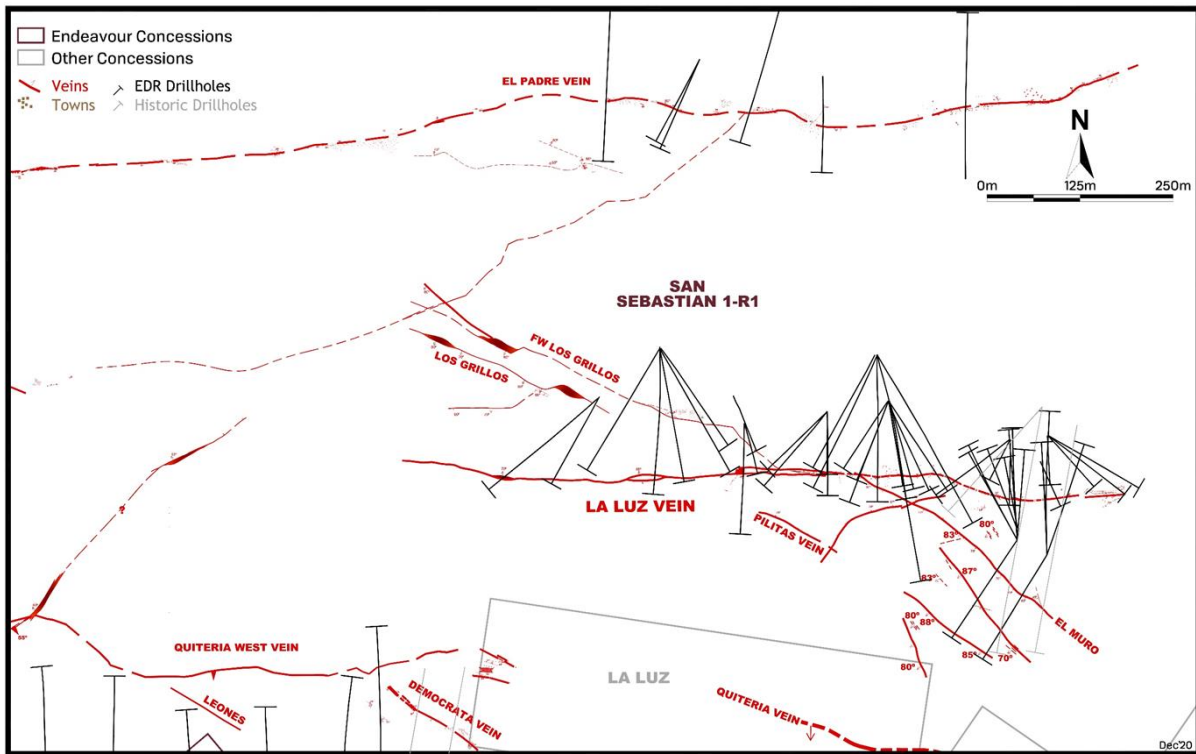 Endeavour Concessions
Other Concessions
Veins
EDR Drillholes
Towns
Historic Drillholes
EL PADRE VEIN
N
0m 125m 250m
SAN
SEBASTIAN 1-R1
FW LOS GRILLOS
LOS GRILLOS
LA LUZ VEIN
PILITAS VEIN
83° 80°
87°
83°
80°
88°
EL MURO
85° 70°
80°
QUITERIA WEST VEIN
LEONES
DEMOCRATA VEIN
LA LUZ
QUITERIA VEIN
Dec'20